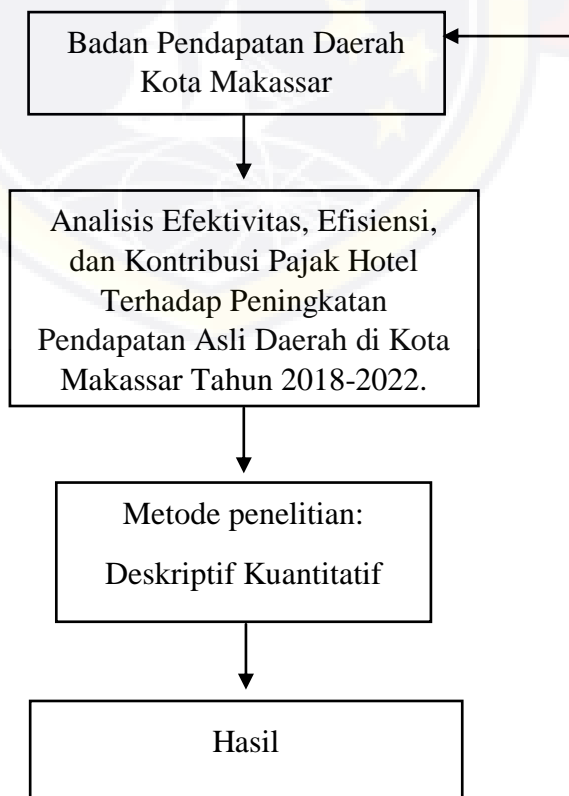 Badan Pendapatan Daerah
Kota Makassar
Analisis Efektivitas, Efisiensi,
dan Kontribusi Pajak Hotel
Terhadap Peningkatan
Pendapatan Asli Daerah di Kota
Makassar Tahun 2018-2022.
Metode penelitian:
Deskriptif Kuantitatif
Hasil